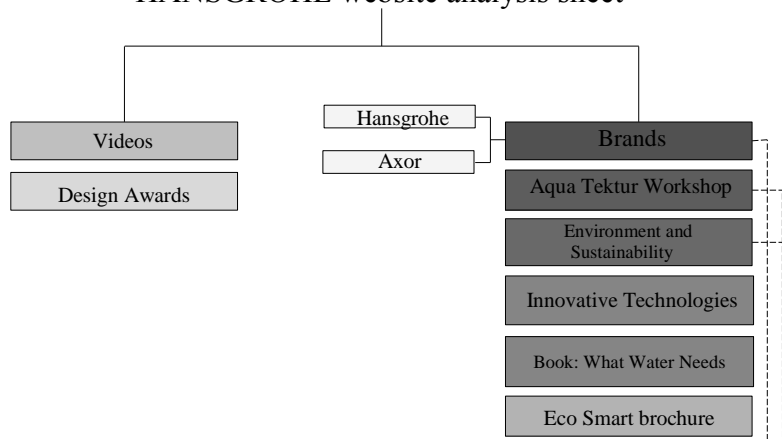 HANSGROHE website analysis sheet
Videos
Design Awards
Hansgrohe
Axor
Brands
Aqua Tektur Workshop
Environment and
Sustainability
Innovative Technologies
Book: What Water Needs
Eco Smart brochure